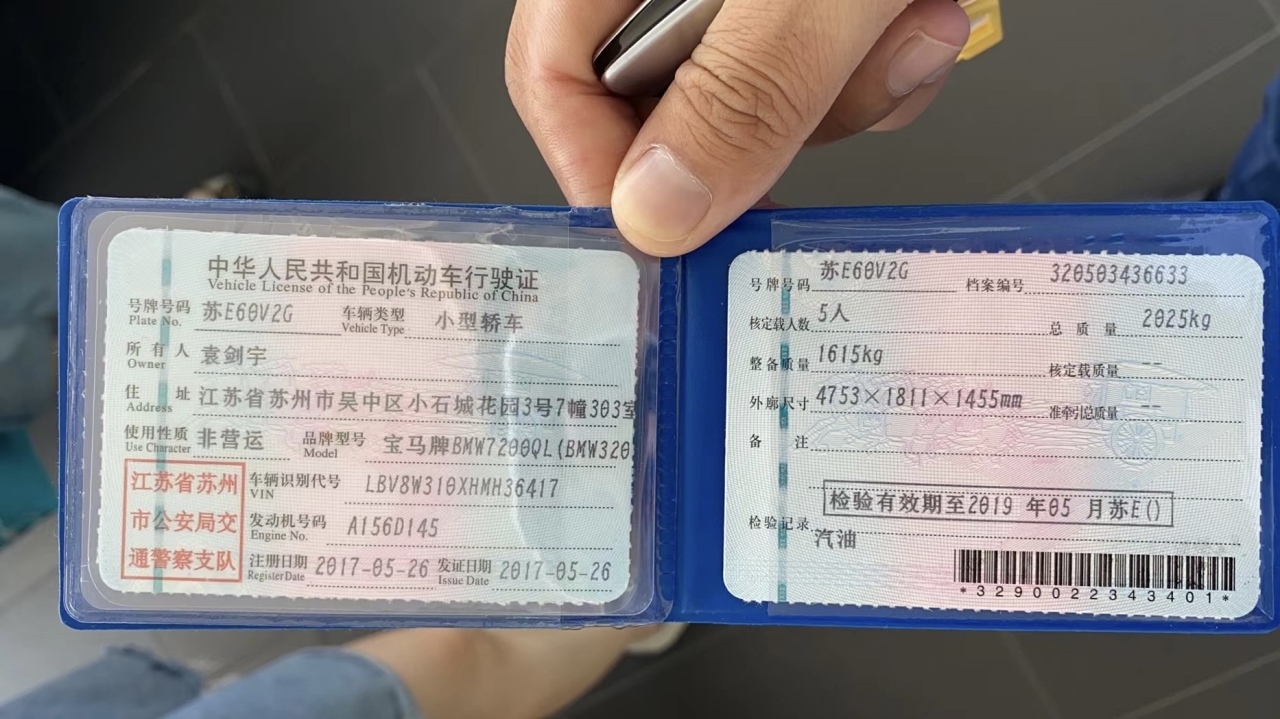 中华人民共和国机动车行驶证
Vehicle License of the People's Republic of China
号牌号码 苏E60V2G 车辆类型 小型轿车
Plate No. Vehicle Type
所有人 袁剑宇
Owner
住址 江苏省苏州市吴中区小石城花园3号7幢303室
Address
使用性质 非营运 品牌型号 宝马牌BMW7200QL(BMW320
Use Character Model
江苏省苏州
市公安局交
通警察支队
车辆识别代号 LBV8W310XHMH36417
VIN
发动机号码 A156D145
Engine No.
注册日期 2017-05-26 发证日期 2017-05-26
Register Date Issue Date
号牌号码 苏E60V2G 档案编号 320503436633
核定载人数 5人 总质量 2025kg
整备质量 1615kg 核定载质量 --
外廓尺寸 4753×1811×1455mm 准牵引总质量 --
备注
检验有效期至2019 年05 月苏E()
检验记录
汽油
*3290022343401*